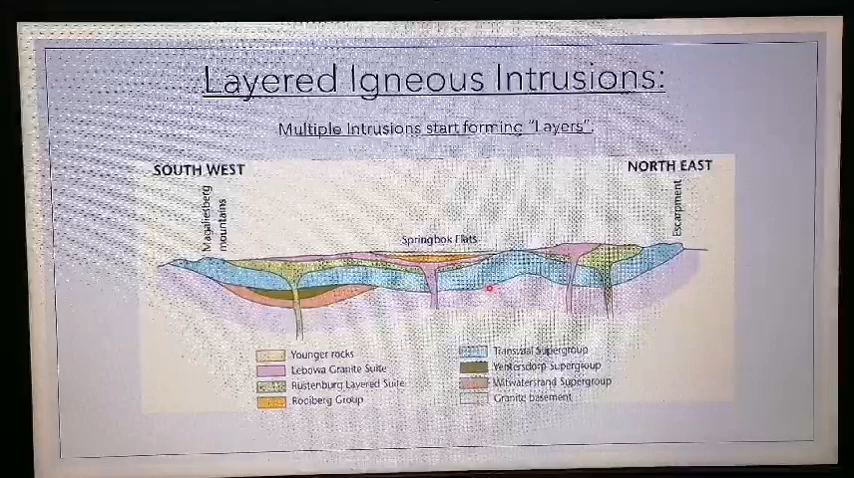 Layered Igneous Intrusions:
Multiple Intrusions start forming "Layers".
SOUTH WEST
NORTH EAST
Magaliesberg
mountains
Escarpment
Springbok Flats
Younger rocks
Lebowa Granite Suite
Rustenburg Layered Suite
Rooiberg Group
Transvaal Supergroup
Ventersdorp Supergroup
Witwatersrand Supergroup
Granite basement